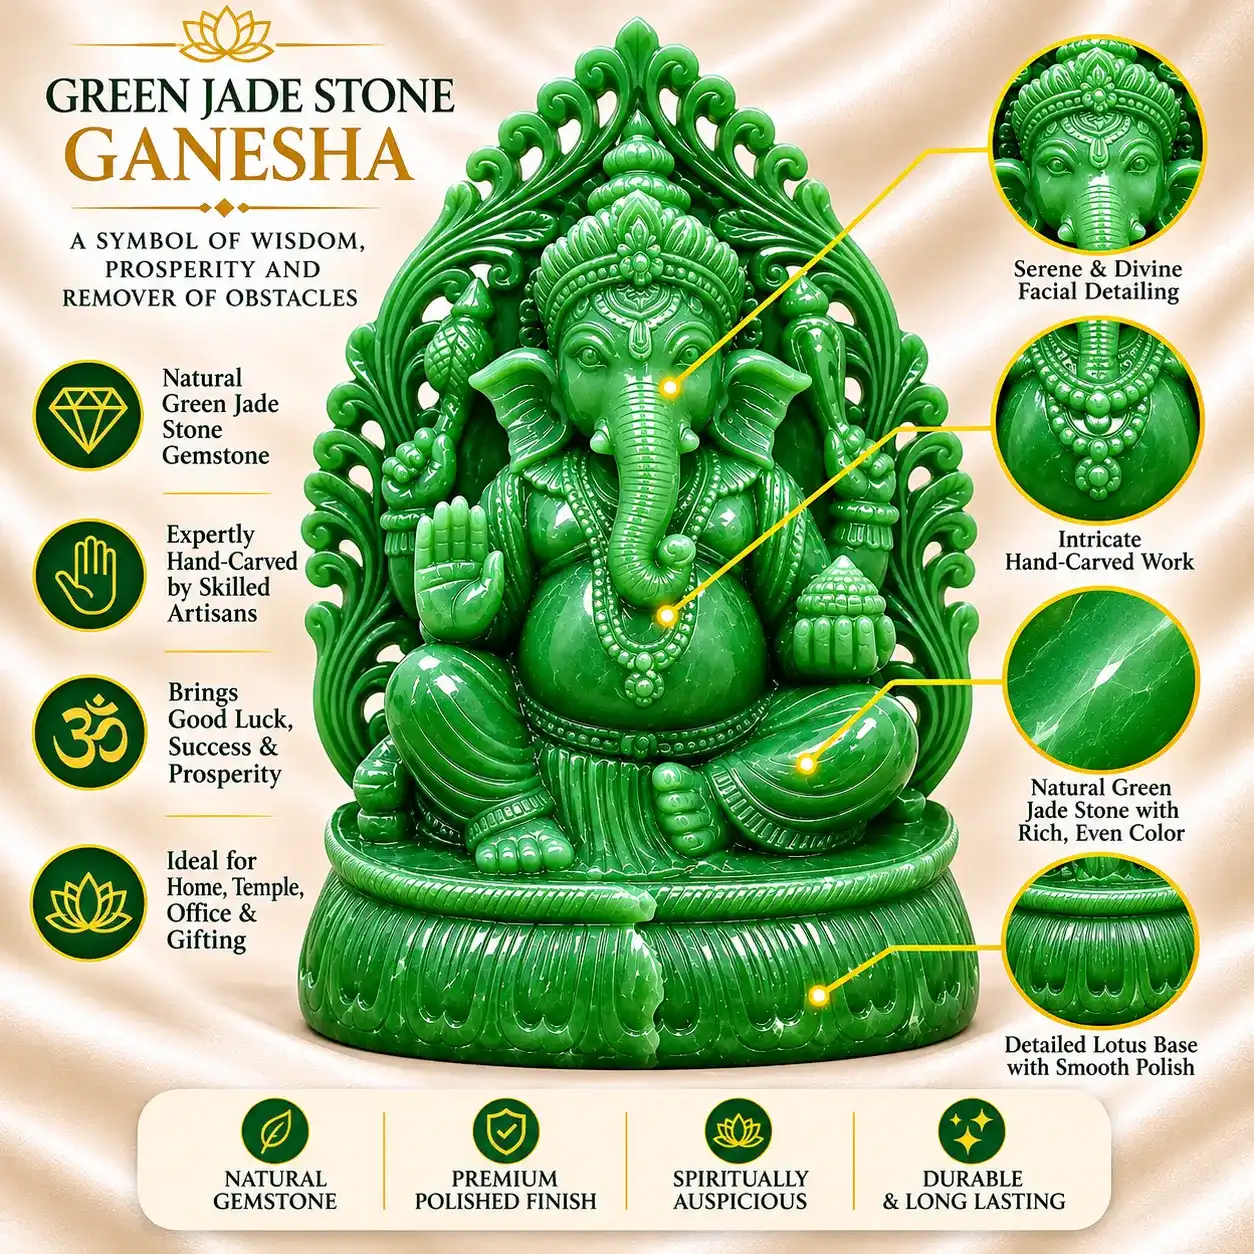 GREEN JADE STONE
GANESHA
A SYMBOL OF WISDOM,
PROSPERITY AND
REMOVER OF OBSTACLES
Natural
Green Jade
Stone
Gemstone
Expertly
Hand-Carved
by Skilled
Artisans
ॐ
Brings
Good Luck,
Success &
Prosperity
Ideal for
Home, Temple,
Office &
Gifting
Serene & Divine
Facial Detailing
Intricate
Hand-Carved Work
Natural Green
Jade Stone with
Rich, Even Color
Detailed Lotus Base
with Smooth Polish
NATURAL
GEMSTONE
PREMIUM
POLISHED FINISH
SPIRITUALLY
AUSPICIOUS
DURABLE
& LONG LASTING